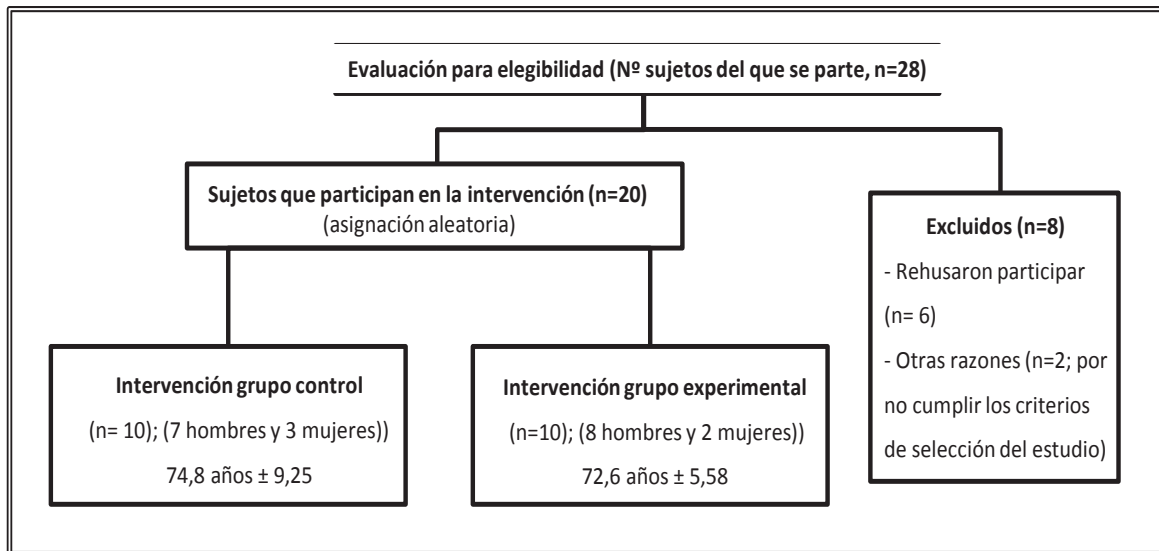 Evaluación para elegibilidad (Nº sujetos del que se parte, n=28)
Sujetos que participan en la intervención (n=20)
(asignación aleatoria)
Excluidos (n=8)
- Rehusaron participar
(n= 6)
- Otras razones (n=2; por
no cumplir los criterios
de selección del estudio)
Intervención grupo control
(n= 10); (7 hombres y 3 mujeres))
74,8 años ± 9,25
Intervención grupo experimental
(n=10); (8 hombres y 2 mujeres))
72,6 años ± 5,58